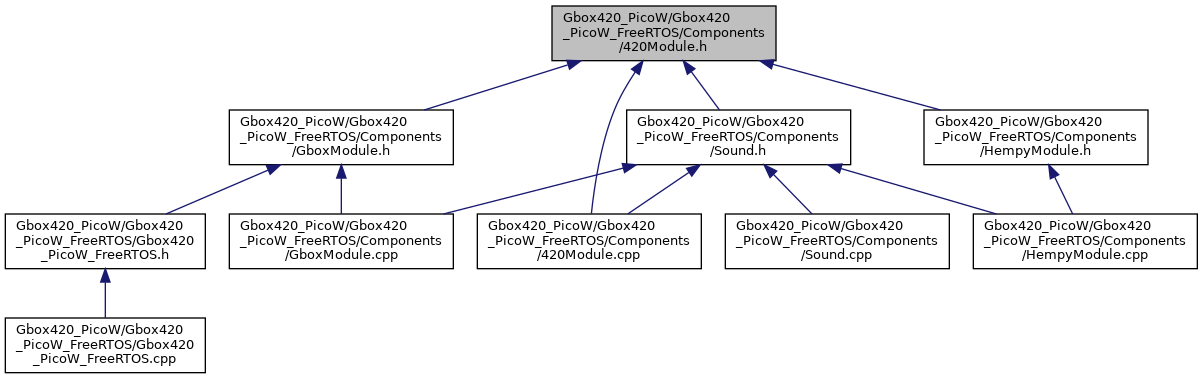 Gbox420_PicoW/Gbox420
_PicoW_FreeRTOS/Components
/420Module.h
Gbox420_PicoW/Gbox420
_PicoW_FreeRTOS/Components
/GboxModule.h
Gbox420_PicoW/Gbox420
_PicoW_FreeRTOS/Components
/Sound.h
Gbox420_PicoW/Gbox420
_PicoW_FreeRTOS/Components
/HempyModule.h
Gbox420_PicoW/Gbox420
_PicoW_FreeRTOS/Gbox420
_PicoW_FreeRTOS.h
Gbox420_PicoW/Gbox420
_PicoW_FreeRTOS/Components
/GboxModule.cpp
Gbox420_PicoW/Gbox420
_PicoW_FreeRTOS/Components
/420Module.cpp
Gbox420_PicoW/Gbox420
_PicoW_FreeRTOS/Components
/Sound.cpp
Gbox420_PicoW/Gbox420
_PicoW_FreeRTOS/Components
/HempyModule.cpp
Gbox420_PicoW/Gbox420
_PicoW_FreeRTOS/Gbox420
_PicoW_FreeRTOS.cpp